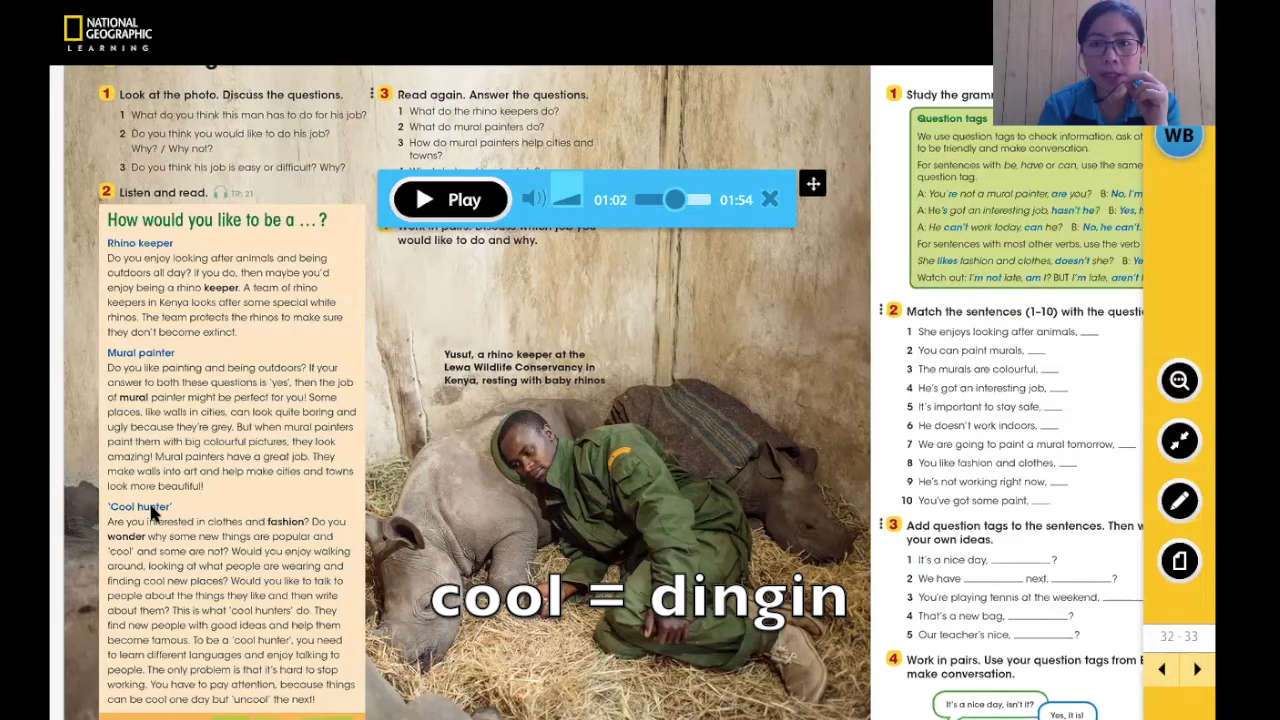 NATIONAL
GEOGRAPHIC
LEARNING
1 Look at the photo. Discuss the questions.
1 What do you think this man has to do for his job?
2 Do you think you would like to do his job?
Why? / Why not?
3 Do you think his job is easy or difficult? Why?
2 Listen and read. TR: 21
How would you like to be a ...?
Rhino keeper
Do you enjoy looking after animals and being
outdoors all day? If you do, then maybe you'd
enjoy being a rhino keeper. A team of rhino
keepers in Kenya looks after some special white
rhinos. The team protects the rhinos to make sure
they don't become extinct.
Mural painter
Do you like painting and being outdoors? If your
answer to both these questions is 'yes', then the job
of mural painter might be perfect for you! Some
places, like walls in cities, can look quite boring and
ugly because they're grey. But when mural painters
paint them with big colourful pictures, they look
amazing! Mural painters have a great job. They
make walls into art and help make cities and towns
look more beautiful!
'Cool hunter'
Are you interested in clothes and fashion? Do you
wonder why some new things are popular and
'cool' and some are not? Would you enjoy walking
around, looking at what people are wearing and
finding cool new places? Would you like to talk to
people about the things they like and then write
about them? This is what 'cool hunters' do. They
find new people with good ideas and help them
become famous. To be a 'cool hunter', you need
to learn different languages and enjoy talking to
people. The only problem is that it's hard to stop
working. You have to pay attention, because things
can be cool one day but 'uncool' the next!
3 Read again. Answer the questions.
1 What do the rhino keepers do?
2 What do mural painters do?
3 How do mural painters help cities and
towns?
Play 01:02 01:54
would like to do and why.
Yusuf, a rhino keeper at the
Lewa Wildlife Conservancy in
Kenya, resting with baby rhinos
cool = dingin
1 Study the gramm
Question tags
We use question tags to check information, ask ot
to be friendly and make conversation.
For sentences with be, have or can, use the same
question tag.
A: You're not a mural painter, are you? B: No, I'm
A: He's got an interesting job, hasn't he? B: Yes, h
A: He can't work today, can he? B: No, he can't.
For sentences with most other verbs, use the verb
She likes fashion and clothes, doesn't she? B: Ye
Watch out: I'm not late, am I? BUT I'm late, aren't I
2 Match the sentences (1–10) with the questi
1 She enjoys looking after animals, ___
2 You can paint murals, ___
3 The murals are colourful, ___
4 He's got an interesting job, ___
5 It's important to stay safe, ___
6 He doesn't work indoors, ___
7 We are going to paint a mural tomorrow, ___
8 You like fashion and clothes, ___
9 He's not working right now, ___
10 You've got some paint, ___
3 Add question tags to the sentences. Then w
your own ideas.
1 It's a nice day, __________?
2 We have __________ next, __________?
3 You're playing tennis at the weekend, _______
4 That's a new bag, __________?
5 Our teacher's nice, __________?
4 Work in pairs. Use your question tags from E
make conversation.
It's a nice day, isn't it?
Yes, it is!
WB
32 - 33